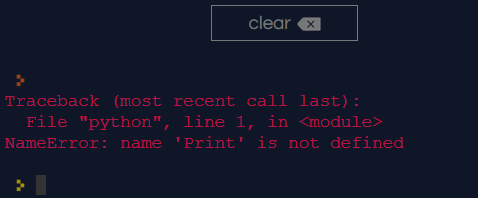 clear
Traceback (most recent call last):
  File "python", line 1, in <module>
NameError: name 'Print' is not defined